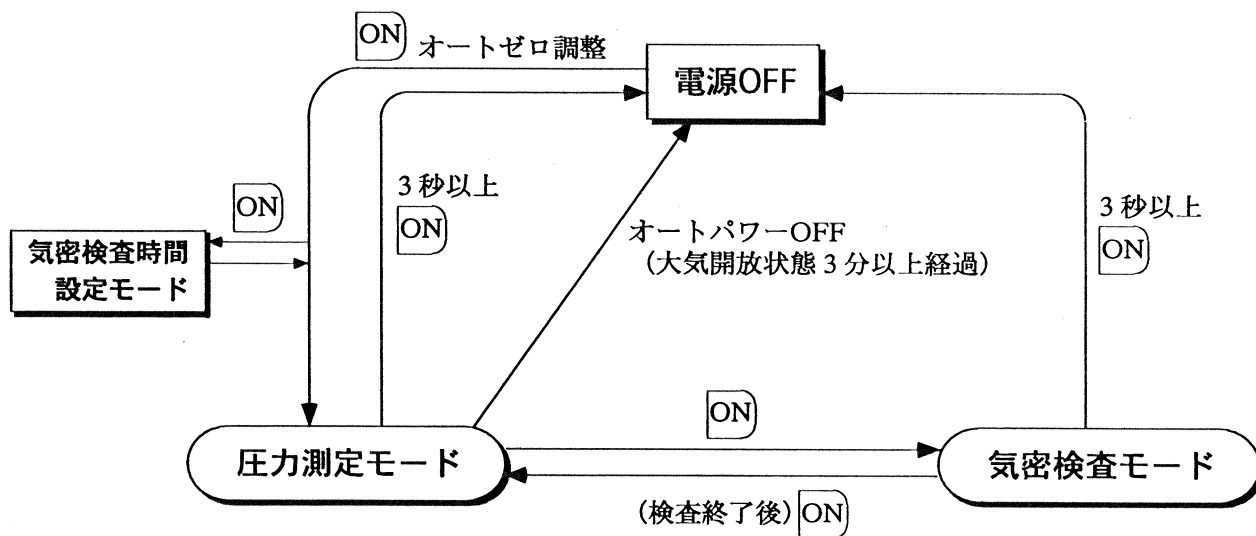 ON オートゼロ調整
電源OFF
3秒以上
ON
ON
気密検査時間
設定モード
オートパワーOFF
（大気開放状態3分以上経過）
3秒以上
ON
ON
圧力測定モード
気密検査モード
（検査終了後）ON